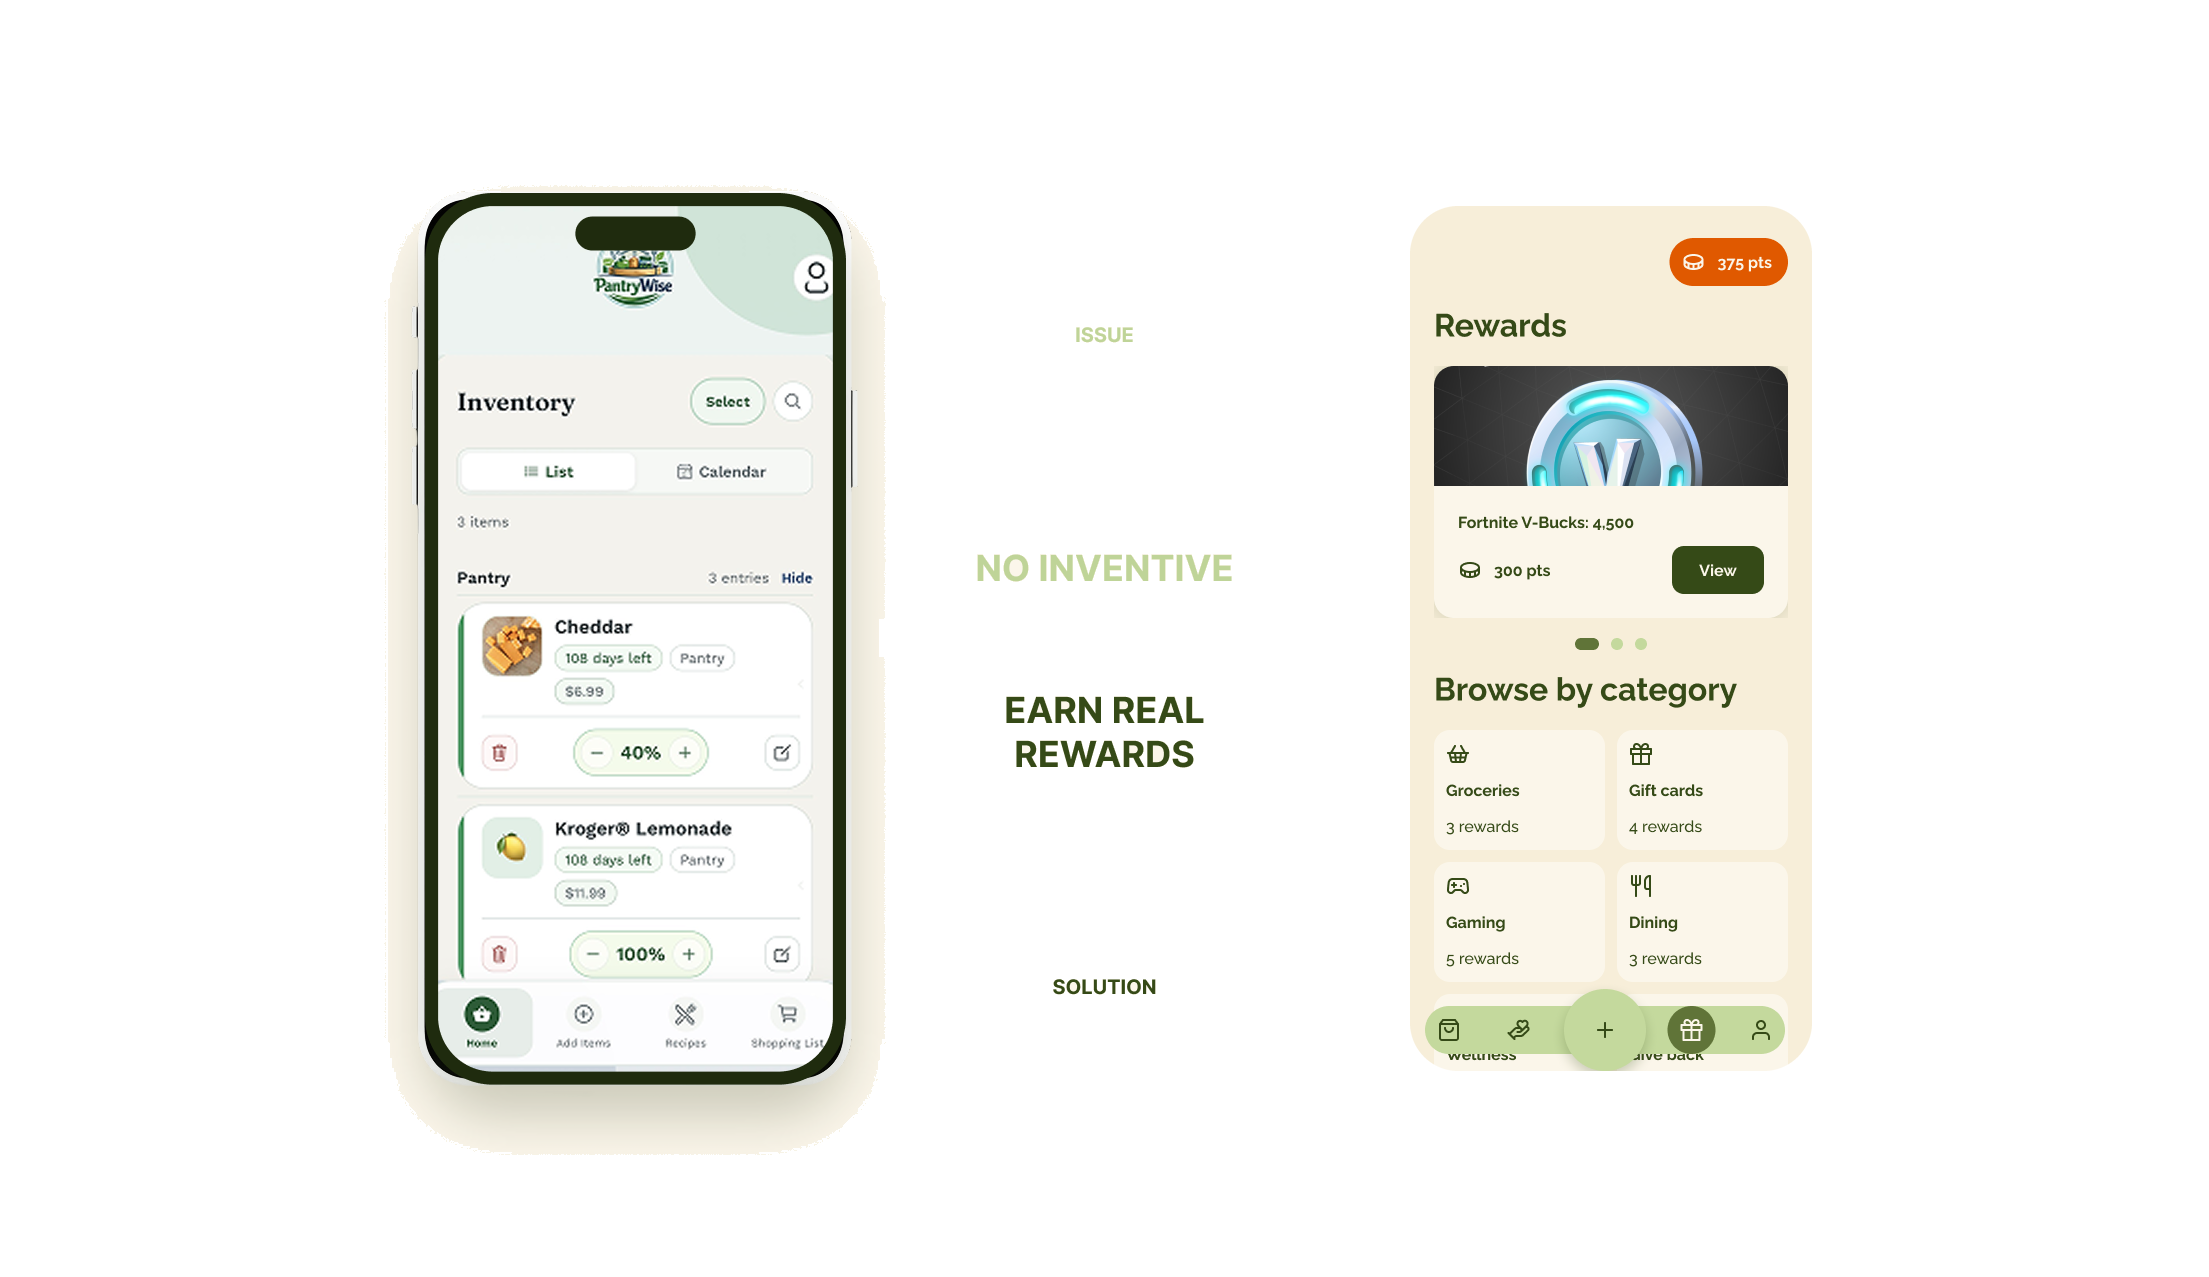 PantryWise
Inventory
Select
List
Calendar
3 items
Pantry
3 entries
Hide
Cheddar
108 days left
Pantry
$6.99
40%
Kroger® Lemonade
108 days left
Pantry
$11.99
100%
Home
Add Items
Recipes
Shopping List
ISSUE
NO INVENTIVE
EARN REAL
REWARDS
SOLUTION
375 pts
Rewards
V
Fortnite V-Bucks: 4,500
300 pts
View
Browse by category
Groceries
3 rewards
Gift cards
4 rewards
Gaming
5 rewards
Dining
3 rewards
Wellness
Give back